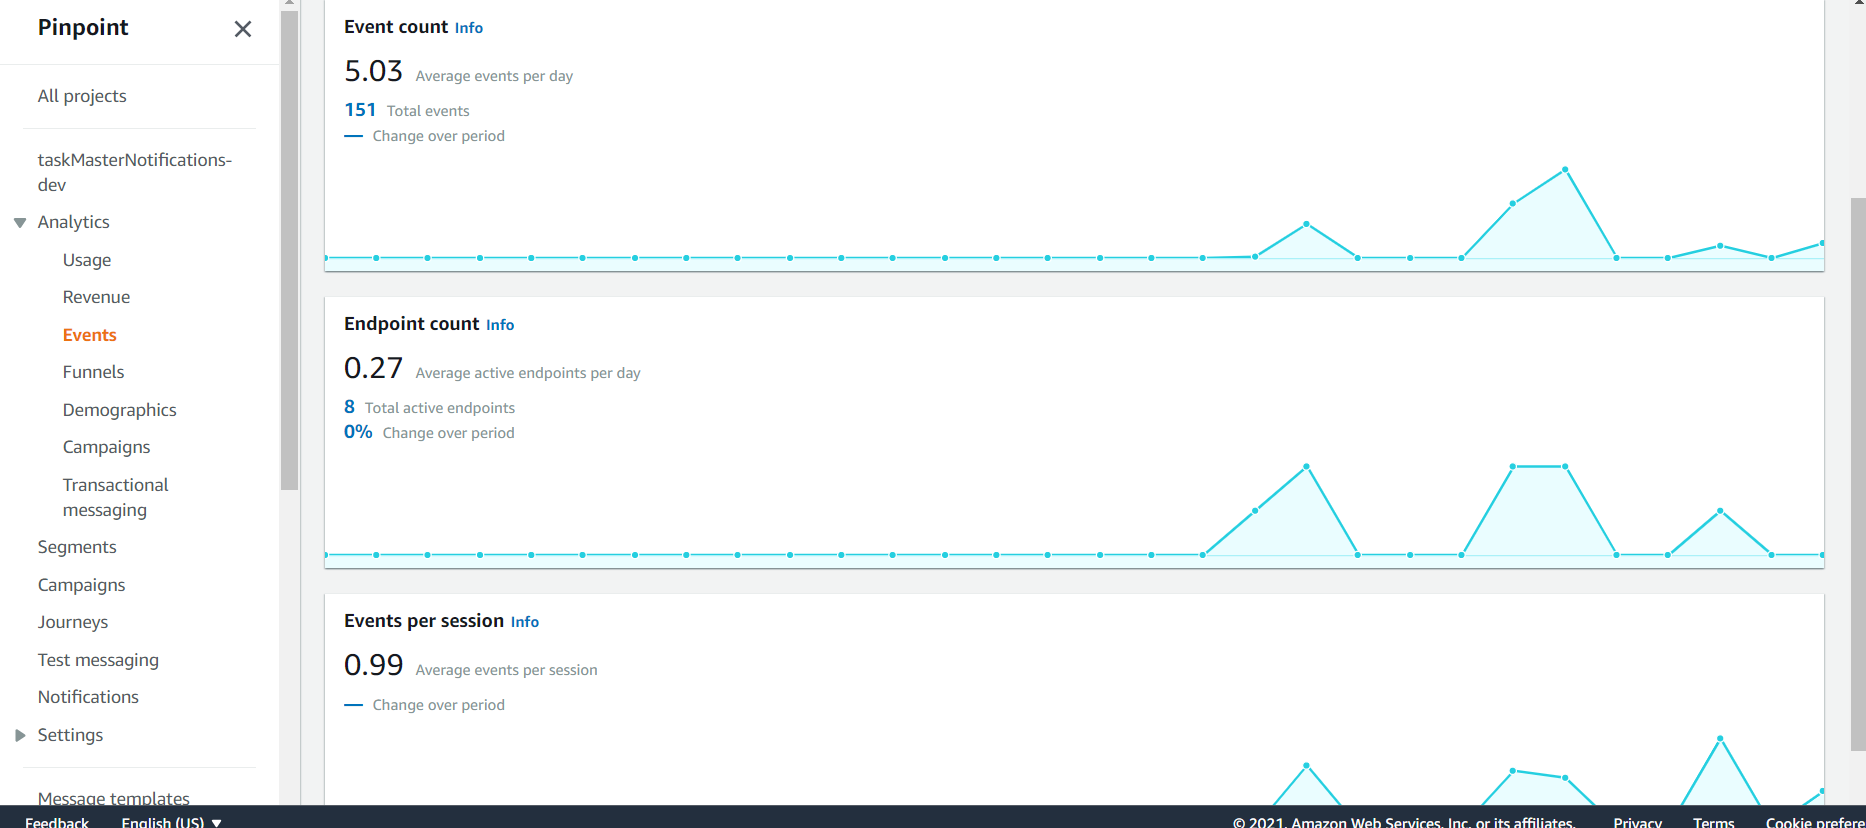 Pinpoint
All projects
taskMasterNotifications-
dev
Analytics
Usage
Revenue
Events
Funnels
Demographics
Campaigns
Transactional
messaging
Segments
Campaigns
Journeys
Test messaging
Notifications
Settings
Message templates
Event count Info
5.03 Average events per day
151 Total events
Change over period
Endpoint count Info
0.27 Average active endpoints per day
8 Total active endpoints
0% Change over period
Events per session Info
0.99 Average events per session
Change over period
Feedback English (US) © 2021, Amazon Web Services, Inc. or its affiliates. Privacy Terms Cookie prefere